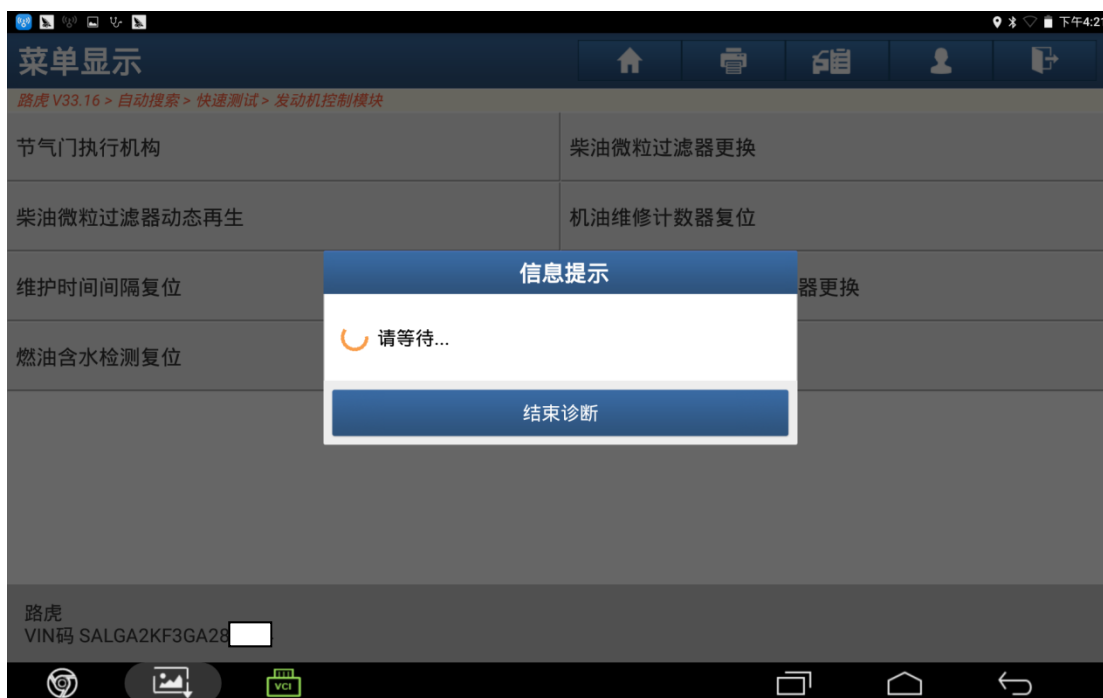 下午4:21
菜单显示
路虎 V33.16 > 自动搜索 > 快速测试 > 发动机控制模块
节气门执行机构
柴油微粒过滤器更换
柴油微粒过滤器动态再生
机油维修计数器复位
信息提示
维护时间间隔复位
器更换
请等待...
燃油含水检测复位
结束诊断
路虎
VIN码 SALGA2KF3GA28
VCI